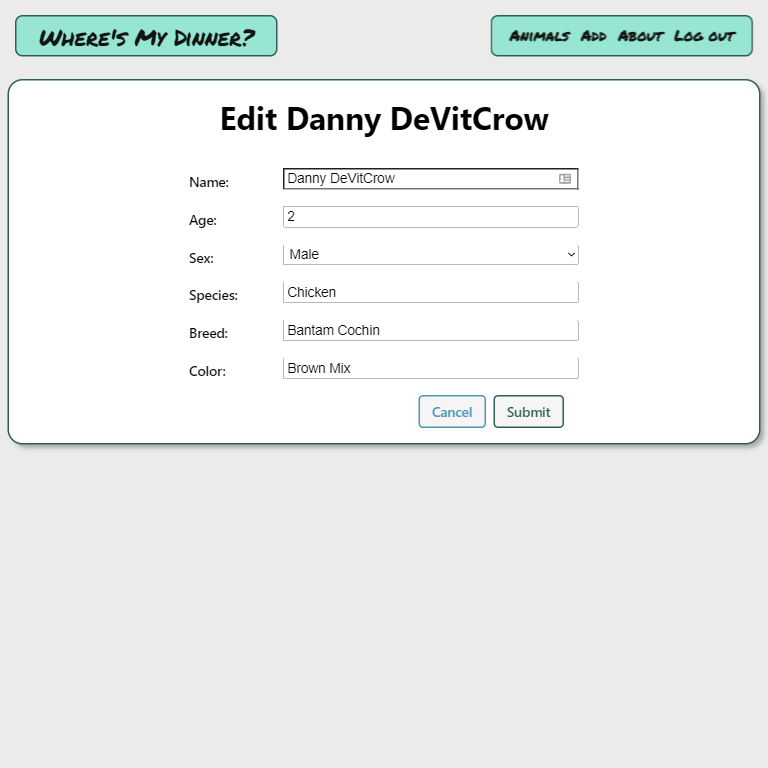 Where's My Dinner?
Animals Add About Log out
Edit Danny DeVitCrow
Name: Danny DeVitCrow
Age: 2
Sex: Male
Species: Chicken
Breed: Bantam Cochin
Color: Brown Mix
Cancel Submit